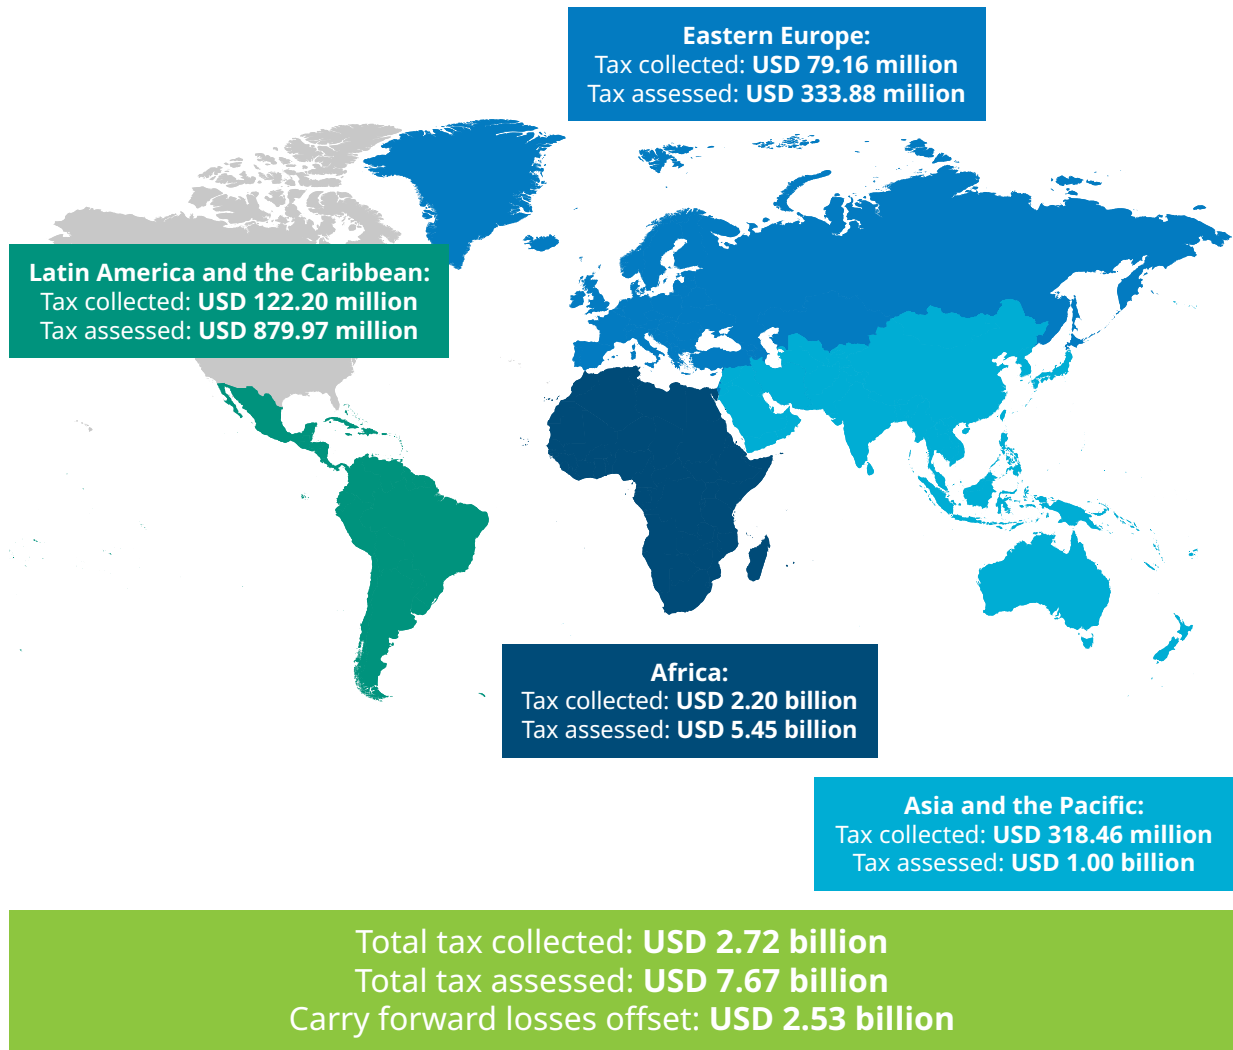 Eastern Europe:
Tax collected: USD 79.16 million
Tax assessed: USD 333.88 million
Latin America and the Caribbean:
Tax collected: USD 122.20 million
Tax assessed: USD 879.97 million
Africa:
Tax collected: USD 2.20 billion
Tax assessed: USD 5.45 billion
Asia and the Pacific:
Tax collected: USD 318.46 million
Tax assessed: USD 1.00 billion
Total tax collected: USD 2.72 billion
Total tax assessed: USD 7.67 billion
Carry forward losses offset: USD 2.53 billion